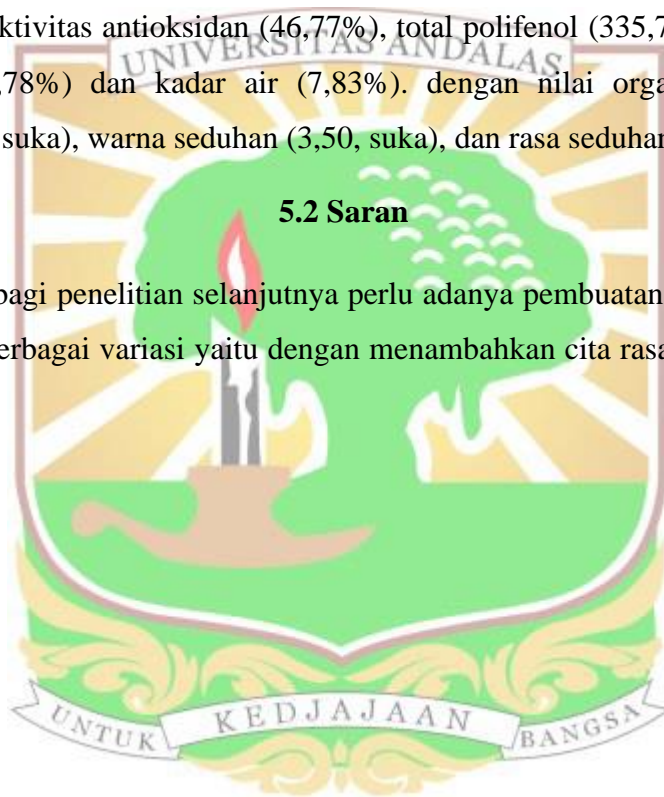 ktivitas antioksidan (46,77%), total polifenol (335,7
UNIVERSITAS ANDALAS
,78%) dan kadar air (7,83%). dengan nilai orga
suka), warna seduhan (3,50, suka), dan rasa seduhan
5.2 Saran
bagi penelitian selanjutnya perlu adanya pembuatan
erbagai variasi yaitu dengan menambahkan cita rasa
UNTUK KEDJAJAAN BANGSA